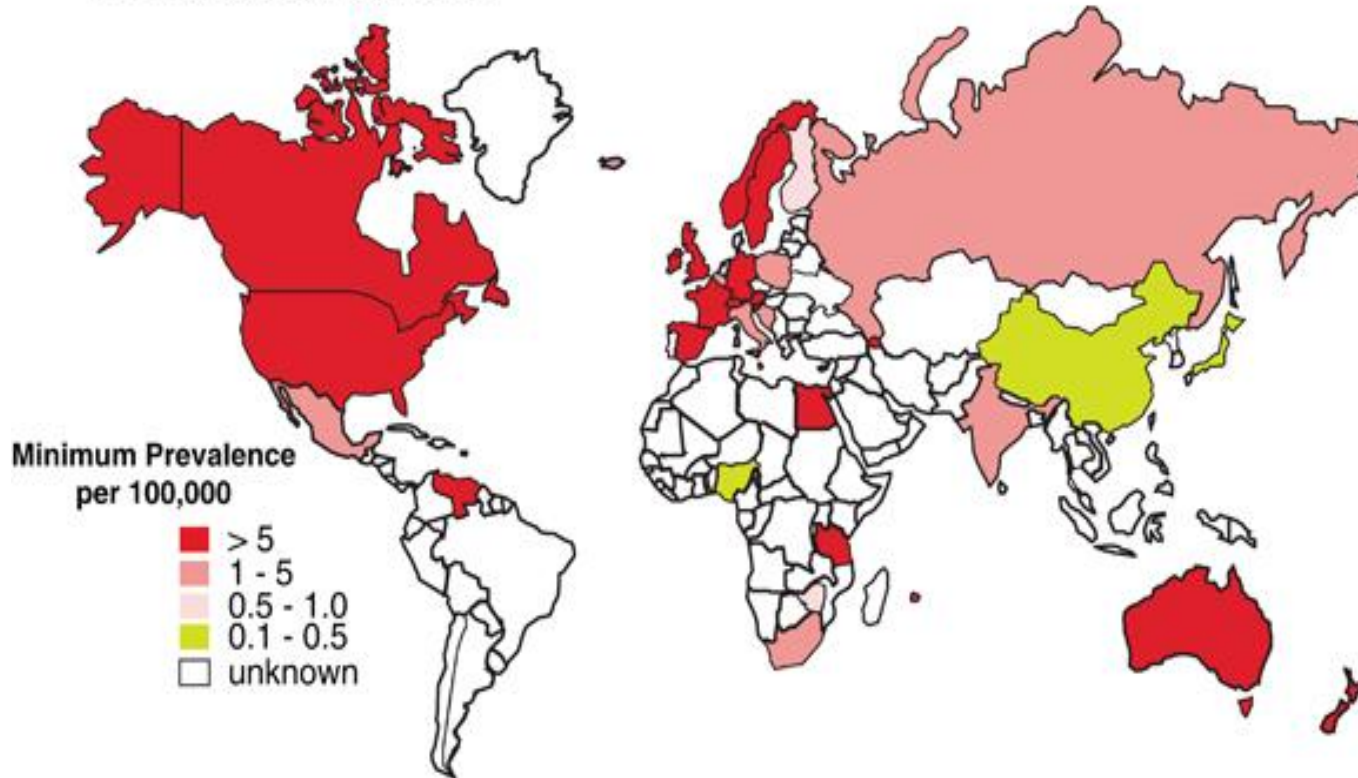 Minimum Prevalence
per 100,000
> 5
1 - 5
0.5 - 1.0
0.1 - 0.5
unknown